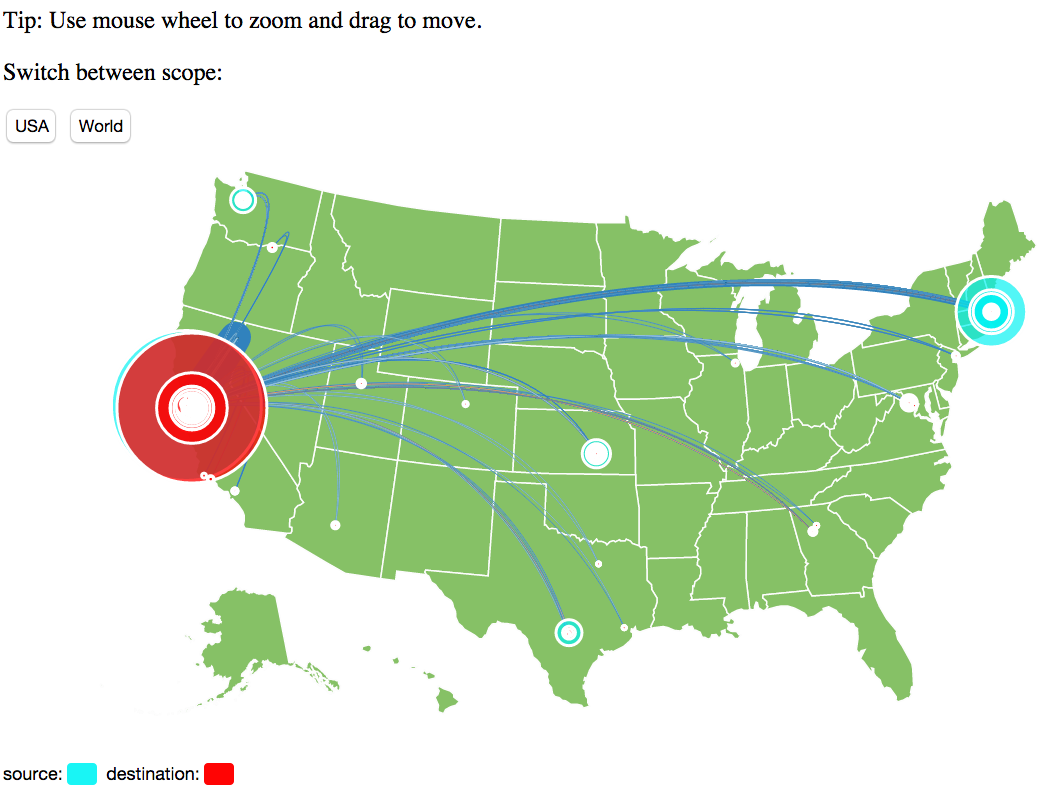 Tip: Use mouse wheel to zoom and drag to move.
Switch between scope:
USA World
source: destination: